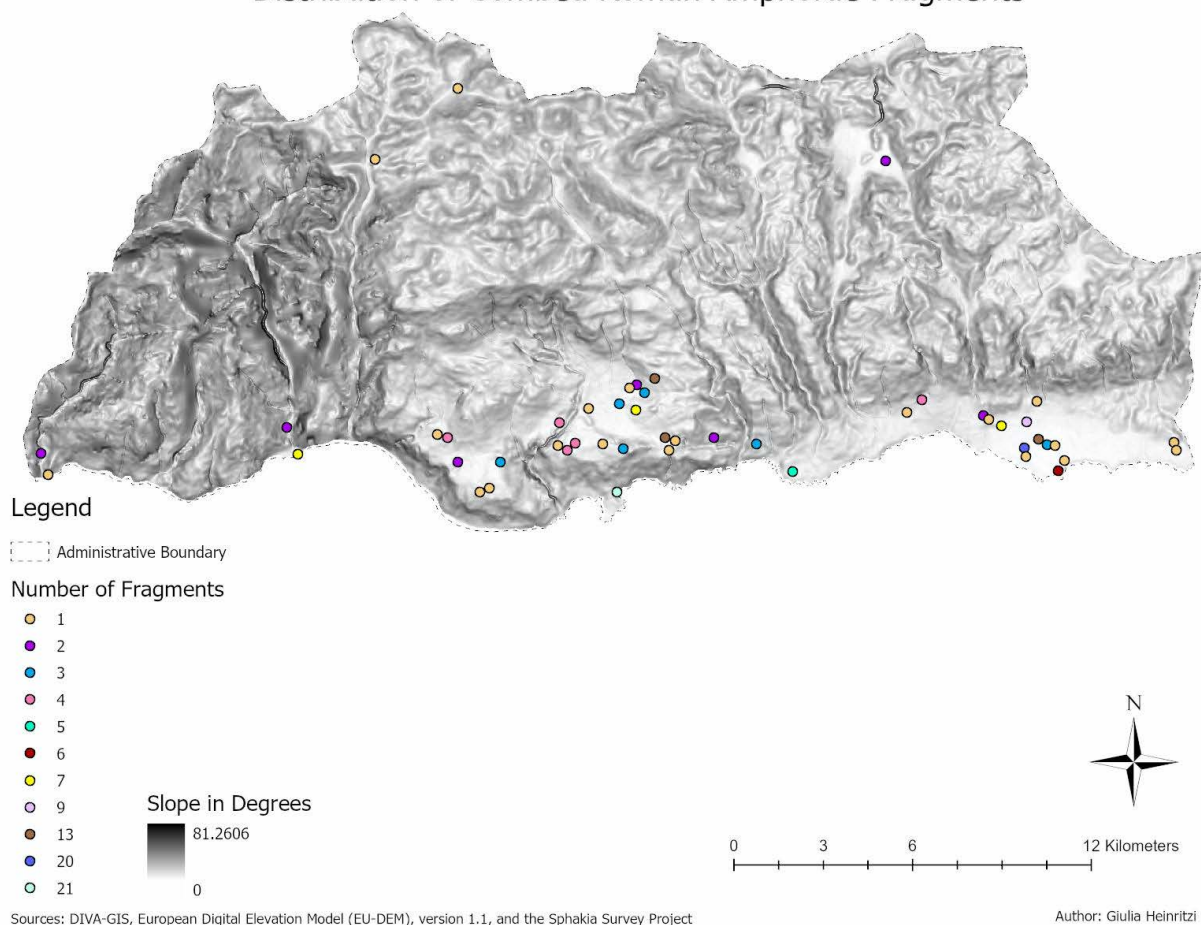 Legend
Administrative Boundary
Number of Fragments
1
2
3
4
5
6
7
9
13
20
21
Slope in Degrees
81.2606
0
N
0 3 6 12 Kilometers
Sources: DIVA-GIS, European Digital Elevation Model (EU-DEM), version 1.1, and the Sphakia Survey Project
Author: Giulia Heinritzi